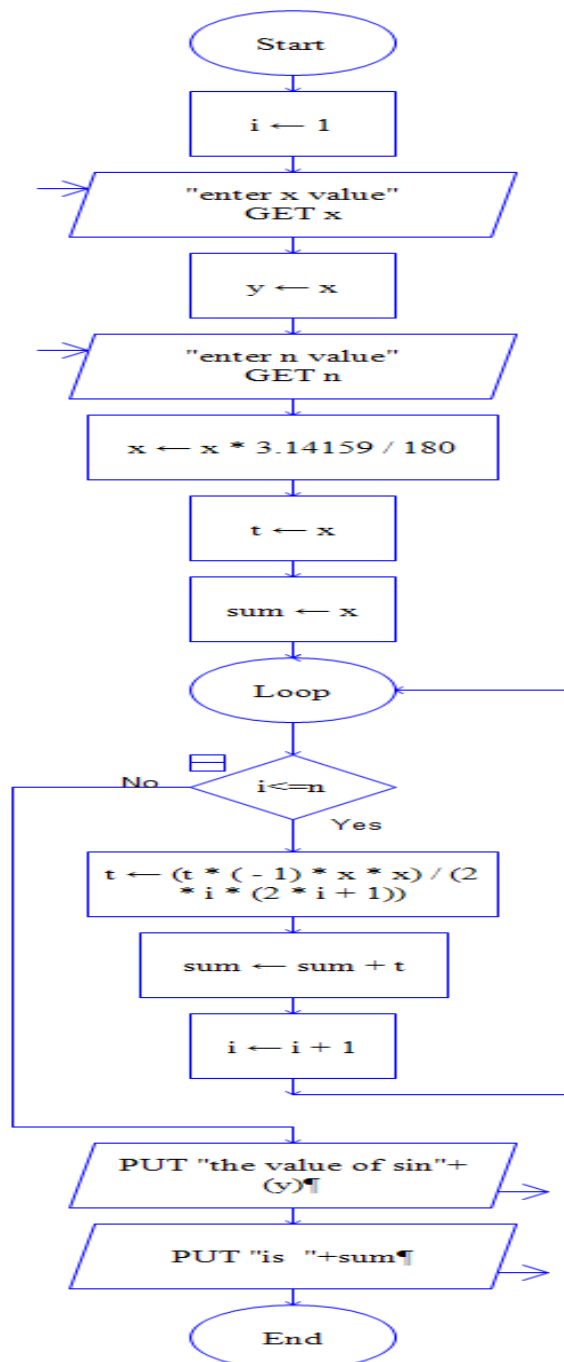 Start
i ← 1
"enter x value"
GET x
y ← x
"enter n value"
GET n
x ← x * 3.14159 / 180
t ← x
sum ← x
Loop
No
i<=n
Yes
t ← (t * ( - 1) * x * x) / (2
* i * (2 * i + 1))
sum ← sum + t
i ← i + 1
PUT "the value of sin"+
(y)¶
PUT "is  "+sum¶
End